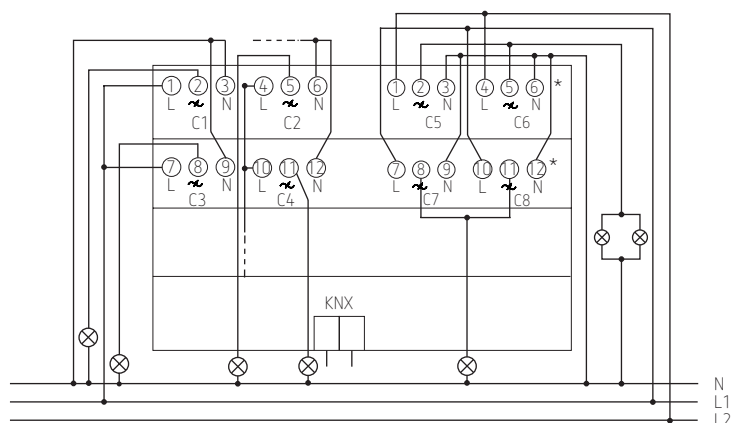 1 2 3 4 5 6 1 2 3 4 5 6 *
L N L N L N L N
C1 C2 C5 C6
7 8 9 10 11 12 7 8 9 10 11 12 *
L N L N L N L N
C3 C4 C7 C8
KNX
N
L1
L2